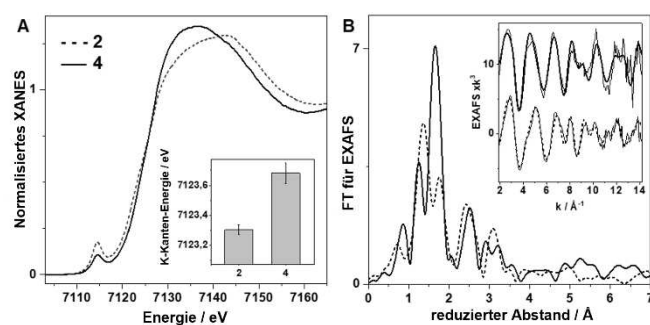 A
2
4
Normalisiertes XANES
1
0
7110 7120 7130 7140 7150 7160
Energie / eV
K-Kanten-Energie / eV
7123,6
7123,4
7123,2
2 4
B
FT für EXAFS
7
0
0 1 2 3 4 5 6 7
reduzierter Abstand / Å
EXAFS xk³
10
0
2 4 6 8 10 12 14
k / Å⁻¹